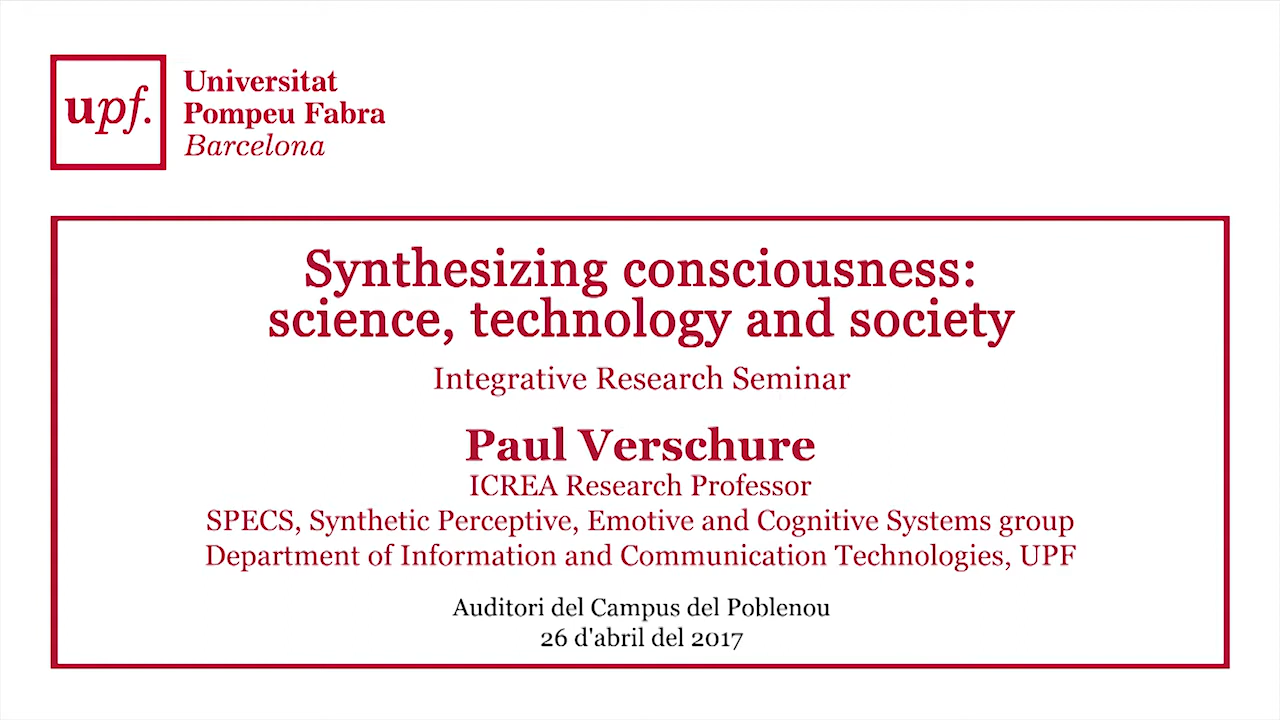 upf.
Universitat
Pompeu Fabra
Barcelona
Synthesizing consciousness:
science, technology and society
Integrative Research Seminar
Paul Verschure
ICREA Research Professor
SPECS, Synthetic Perceptive, Emotive and Cognitive Systems group
Department of Information and Communication Technologies, UPF
Auditori del Campus del Poblenou
26 d'abril del 2017